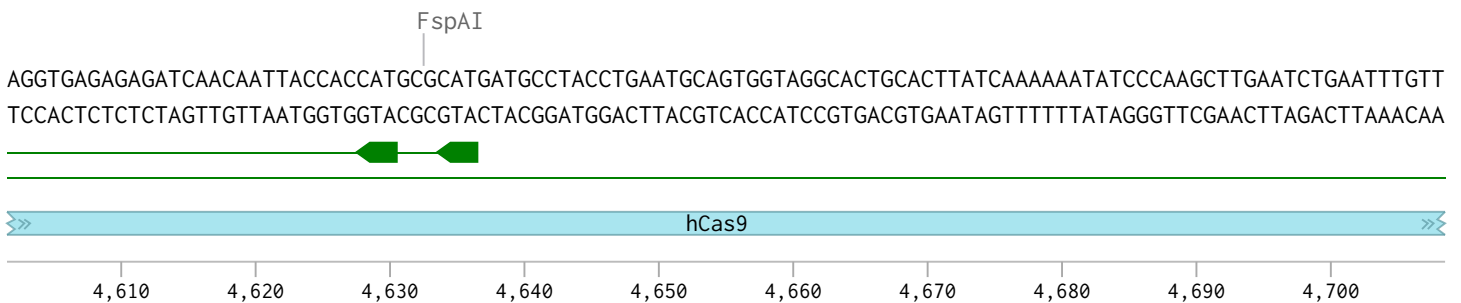 FspAI
AGGTGAGAGAGATCAACAATTACCACCATGCGCATGATGCCTACCTGAATGCAGTGGTAGGCACTGCACTTATCAAAAAATATCCCAAGCTTGAATCTGAATTTGTT
TCCACTCTCTCTAGTTGTTAATGGTGGTACGCGTACTACGGATGGACTTACGTCACCATCCGTGACGTGAATAGTTTTTTATAGGGTTCGAACTTAGACTTAAACAA
hCas9
4,610 4,620 4,630 4,640 4,650 4,660 4,670 4,680 4,690 4,700